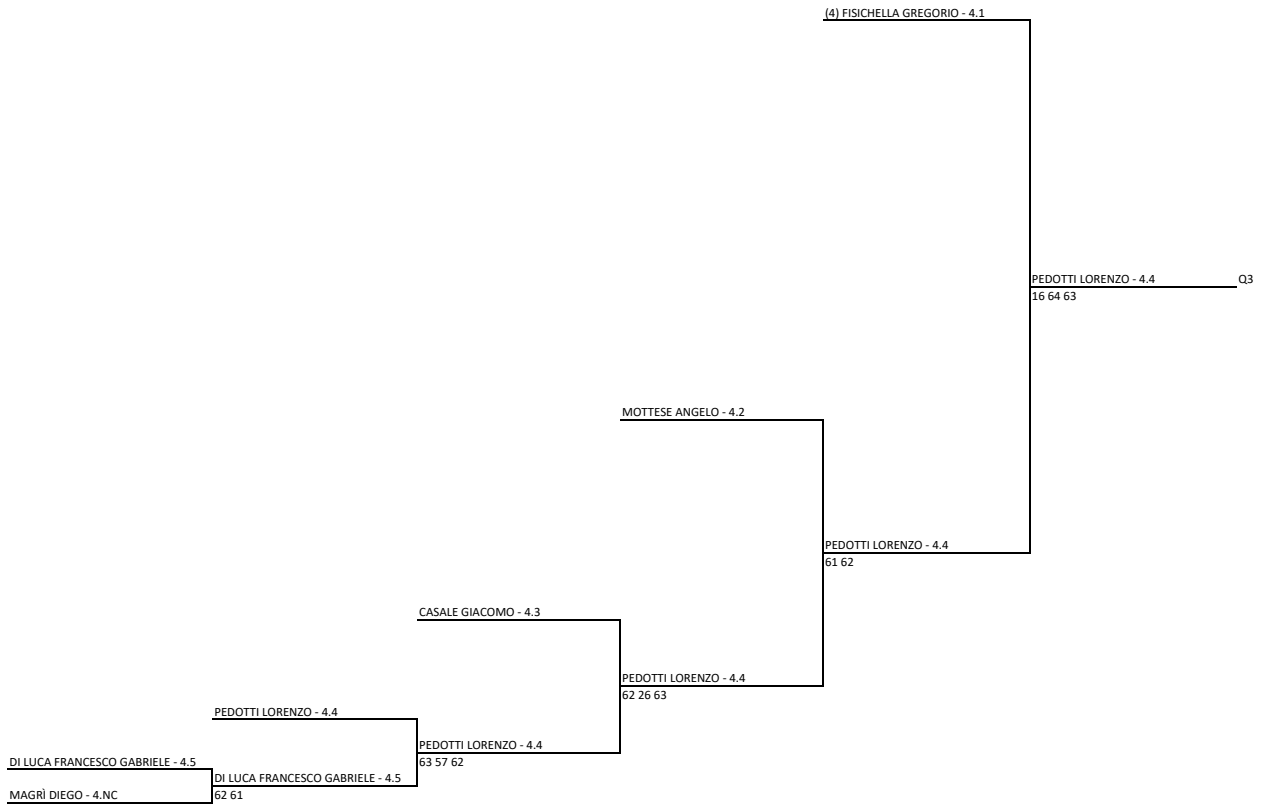 (4) FISICHELLA GREGORIO - 4.1
PEDOTTI LORENZO - 4.4
Q3
16 64 63
MOTTESE ANGELO - 4.2
PEDOTTI LORENZO - 4.4
61 62
CASALE GIACOMO - 4.3
PEDOTTI LORENZO - 4.4
62 26 63
PEDOTTI LORENZO - 4.4
PEDOTTI LORENZO - 4.4
63 57 62
DI LUCA FRANCESCO GABRIELE - 4.5
DI LUCA FRANCESCO GABRIELE - 4.5
62 61
MAGRÌ DIEGO - 4.NC